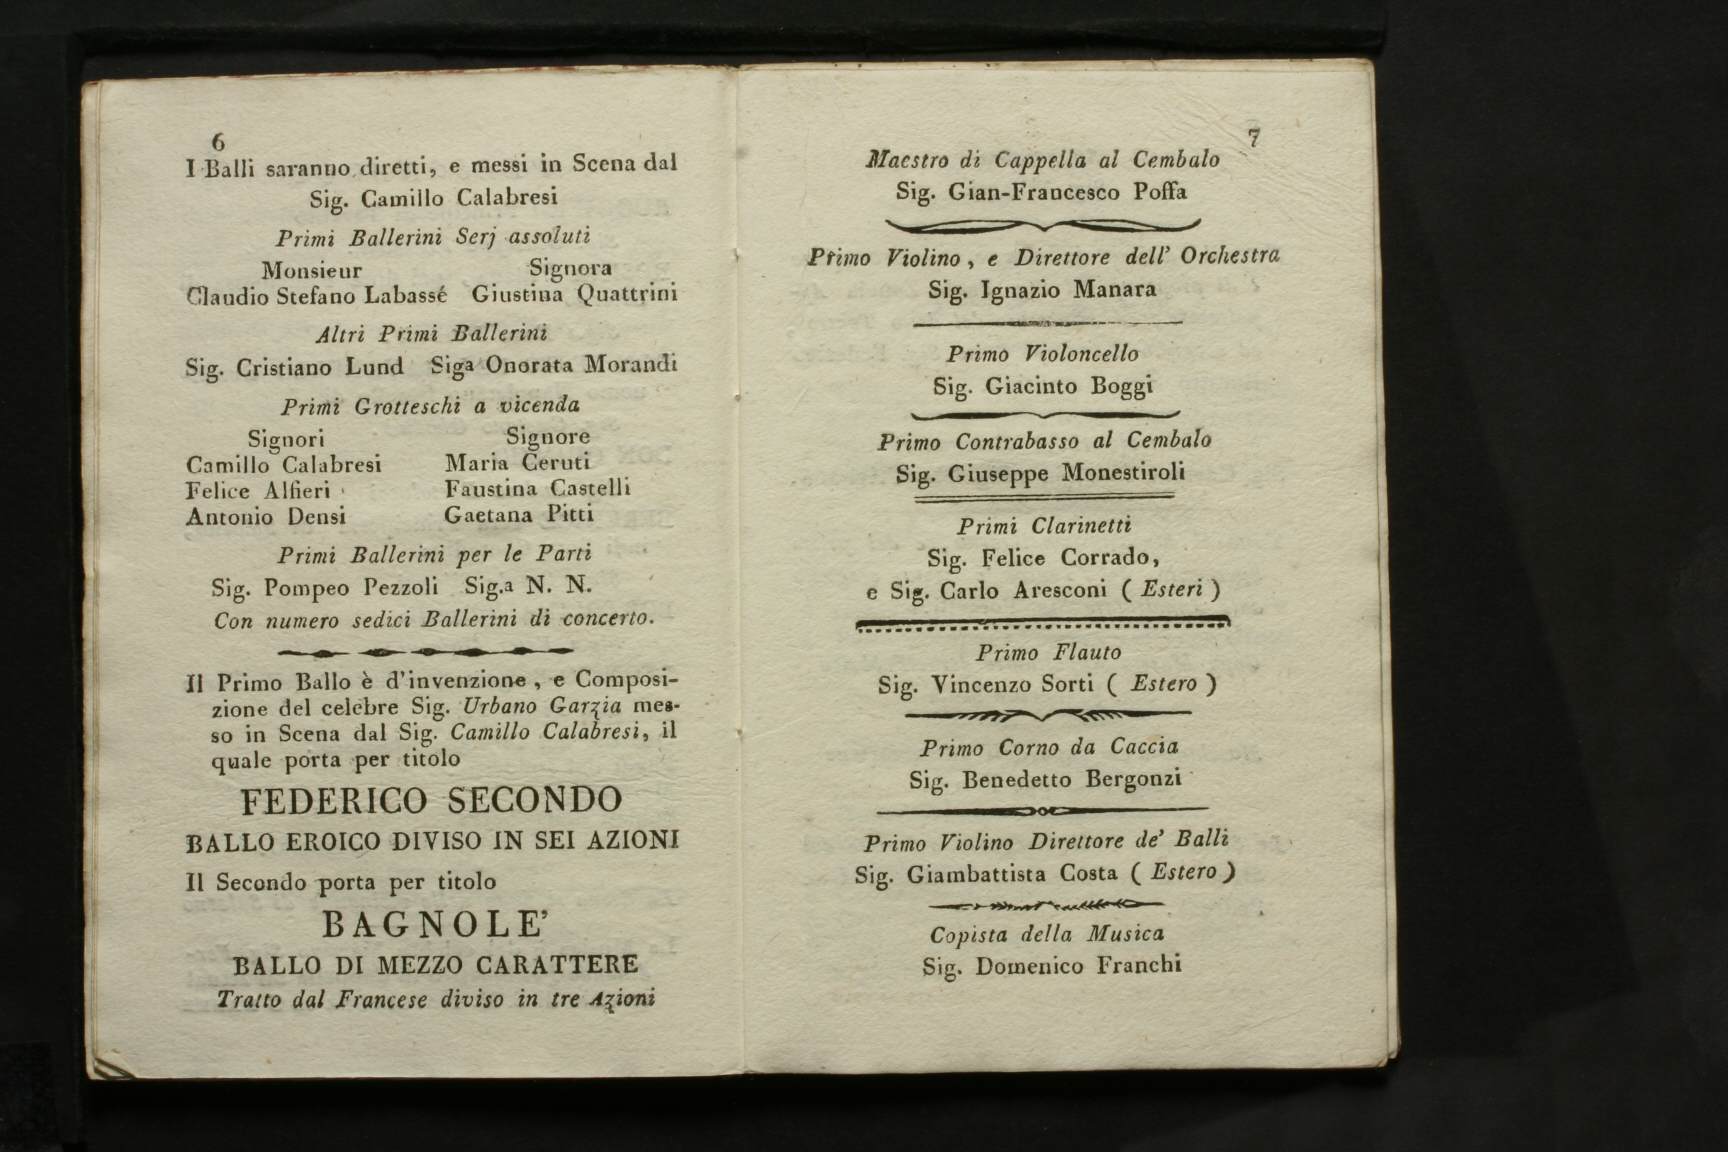 6
I Balli saranno diretti, e messi in Scena dal
Sig. Camillo Calabresi
Primi Ballerini Serj assoluti
Monsieur Signora
Claudio Stefano Labassé Giustina Quattrini
Altri Primi Ballerini
Sig. Cristiano Lund Siga Onorata Morandi
Primi Grotteschi a vicenda
Signori Signore
Camillo Calabresi Maria Ceruti
Felice Alfieri Faustina Castelli
Antonio Densi Gaetana Pitti
Primi Ballerini per le Parti
Sig. Pompeo Pezzoli Sig.a N. N.
Con numero sedici Ballerini di concerto.
Il Primo Ballo è d'invenzione, e Composi-
zione del celebre Sig. Urbano Garzia mes-
so in Scena dal Sig. Camillo Calabresi, il
quale porta per titolo
FEDERICO SECONDO
BALLO EROICO DIVISO IN SEI AZIONI
Il Secondo porta per titolo
BAGNOLE'
BALLO DI MEZZO CARATTERE
Tratto dal Francese diviso in tre Azioni
7
Maestro di Cappella al Cembalo
Sig. Gian-Francesco Poffa
Primo Violino, e Direttore dell' Orchestra
Sig. Ignazio Manara
Primo Violoncello
Sig. Giacinto Boggi
Primo Contrabasso al Cembalo
Sig. Giuseppe Monestiroli
Primi Clarinetti
Sig. Felice Corrado,
e Sig. Carlo Aresconi ( Esteri )
Primo Flauto
Sig. Vincenzo Sorti ( Estero )
Primo Corno da Caccia
Sig. Benedetto Bergonzi
Primo Violino Direttore de' Balli
Sig. Giambattista Costa ( Estero )
Copista della Musica
Sig. Domenico Franchi